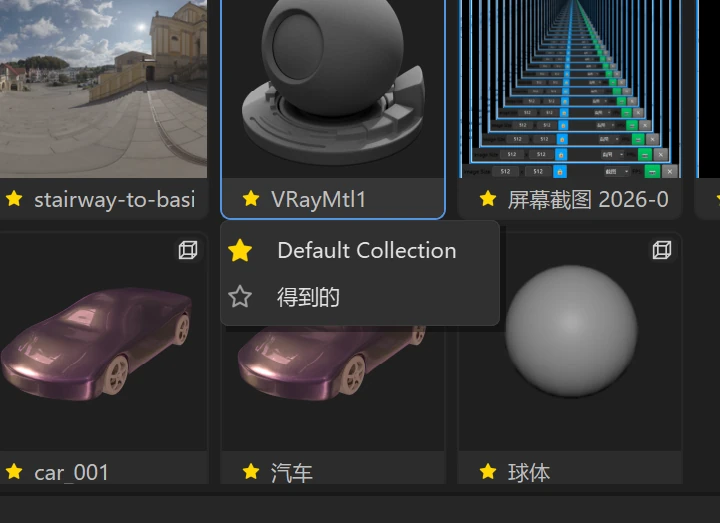 stairway-to-basi
VRayMtl1
屏幕截图 2026-0
Default Collection
得到的
car_001
汽车
球体